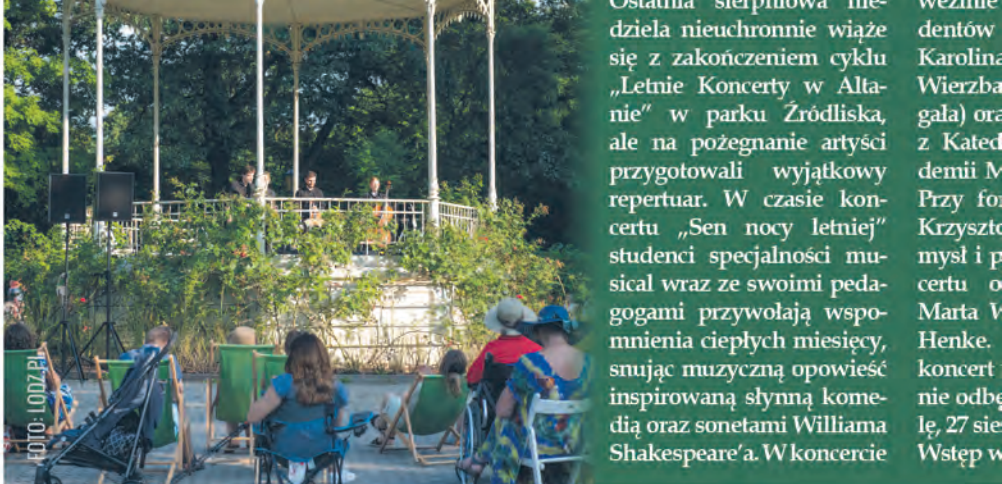 Ostatnia sierpniowa nie-
dziela nieuchronnie wiąże
się z zakończeniem cyklu
„Letnie Koncerty w Alta-
nie” w parku Źródliska,
ale na pożegnanie artyści
przygotowali wyjątkowy
repertuar. W czasie kon-
certu „Sen nocy letniej”
studenci specjalności mu-
sical wraz ze swoimi peda-
gogami przywołają wspo-
mnienia ciepłych miesięcy,
snując muzyczną opowieść
inspirowaną słynną kome-
dią oraz sonetami Williama
Shakespeare’a. W koncercie
weźmie
dentów
Karolina
Wierzba
gała) ora
z Kated
demii M
Przy for
Krzyszto
mysł i p
certu o
Marta W
Henke.
koncert
nie odbę
lę, 27 sie
Wstęp w
FOTO: LODZ.PL